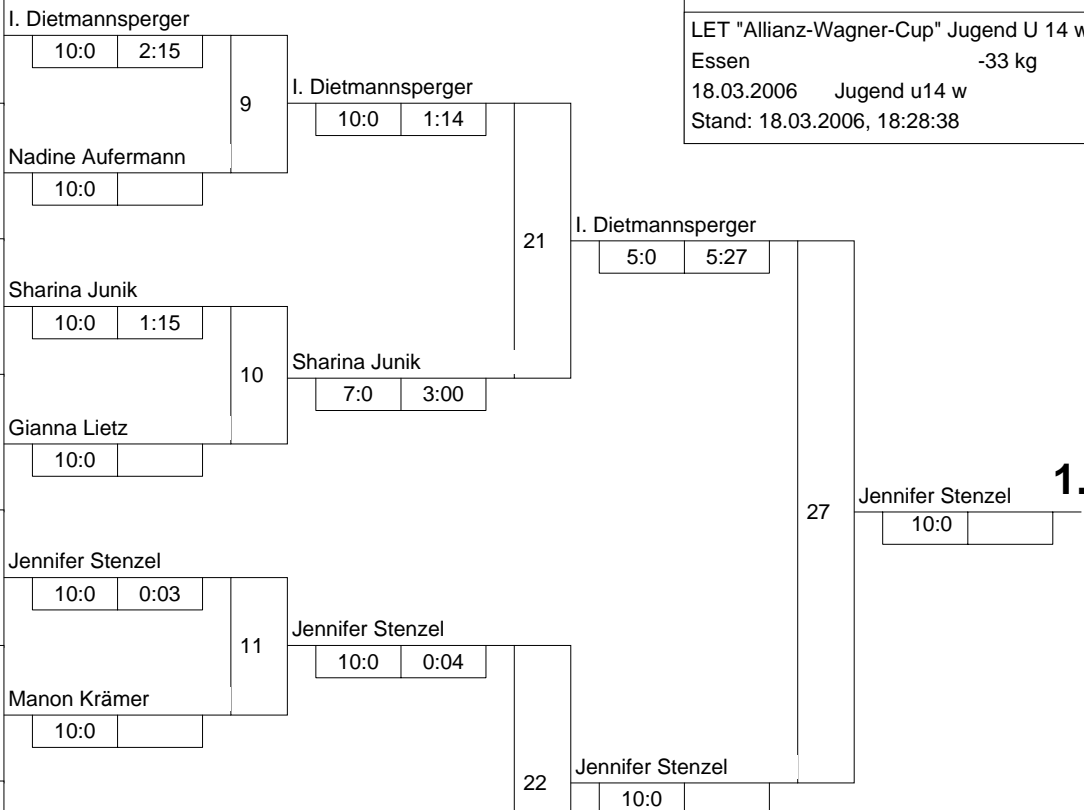 I. Dietmannsperger
10:0 2:15
LET "Allianz-Wagner-Cup" Jugend U 14 w
Essen -33 kg
18.03.2006 Jugend u14 w
Stand: 18.03.2006, 18:28:38
9
I. Dietmannsperger
10:0 1:14
Nadine Aufermann
10:0
21
I. Dietmannsperger
5:0 5:27
Sharina Junik
10:0 1:15
10
Sharina Junik
7:0 3:00
Gianna Lietz
10:0
27
Jennifer Stenzel 1.
10:0
Jennifer Stenzel
10:0 0:03
11
Jennifer Stenzel
10:0 0:04
Manon Krämer
10:0
22
Jennifer Stenzel
10:0